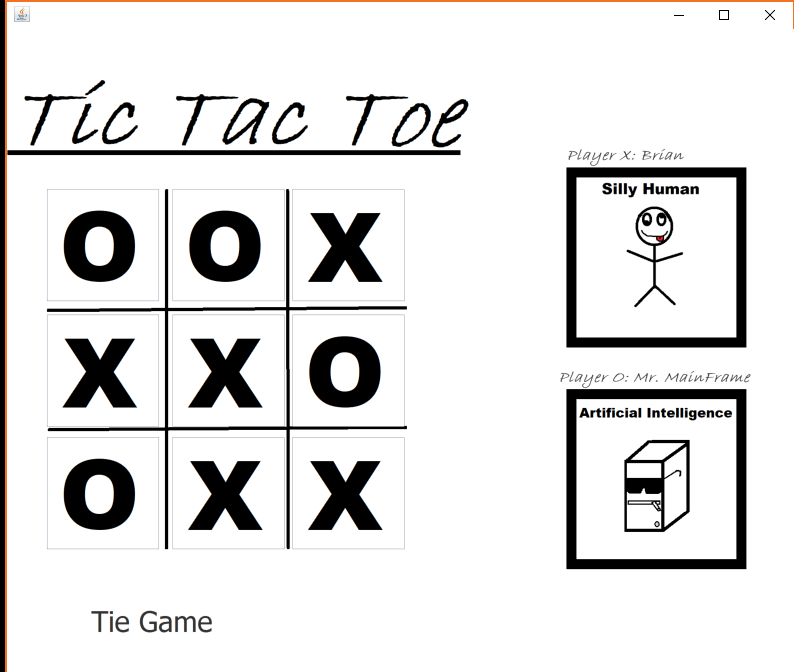 Tic Tac Toe
Player X: Brian
Silly Human
O O X
X X O
O X X
Player O: Mr. MainFrame
Artificial Intelligence
Tie Game